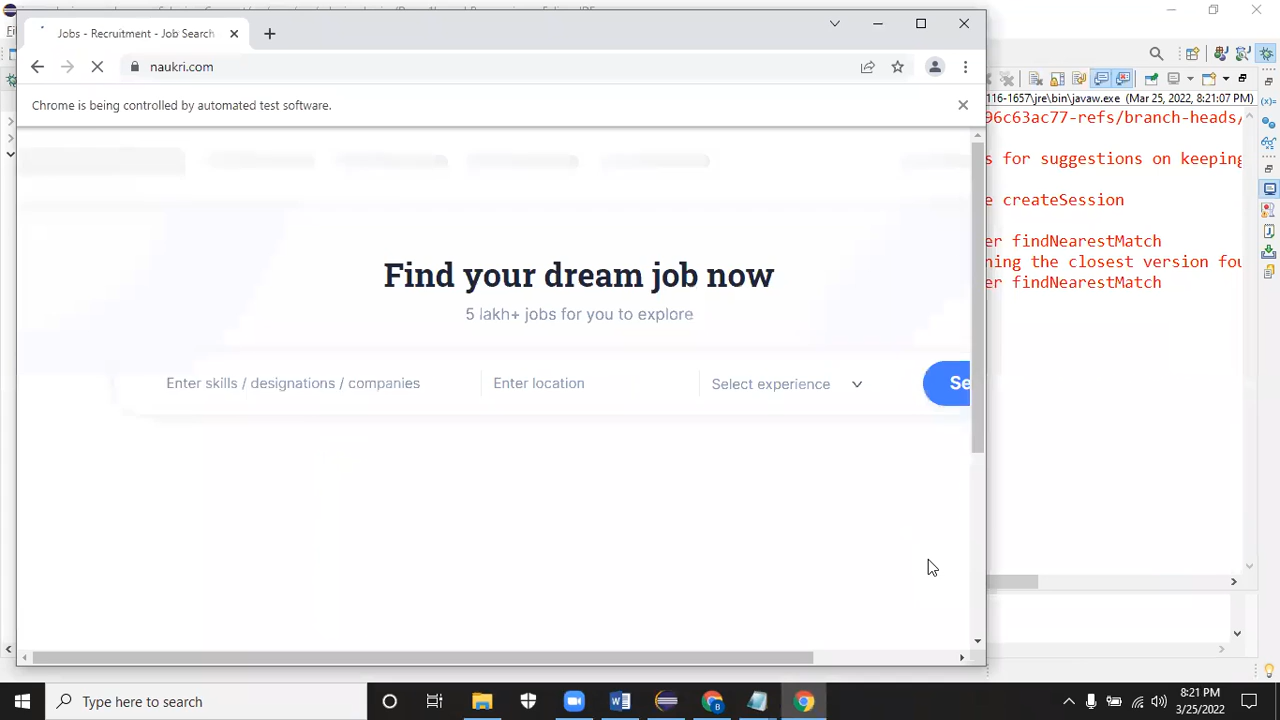 Jobs - Recruitment - Job Search
naukri.com
Chrome is being controlled by automated test software.
116-1657\jre\bin\javaw.exe (Mar 25, 2022, 8:21:07 PM)
96c63ac77-refs/branch-heads/
s for suggestions on keeping
e createSession
er findNearestMatch
ning the closest version fou
er findNearestMatch
Find your dream job now
5 lakh+ jobs for you to explore
Enter skills / designations / companies
Enter location
Select experience
Se
Type here to search
8:21 PM
3/25/2022